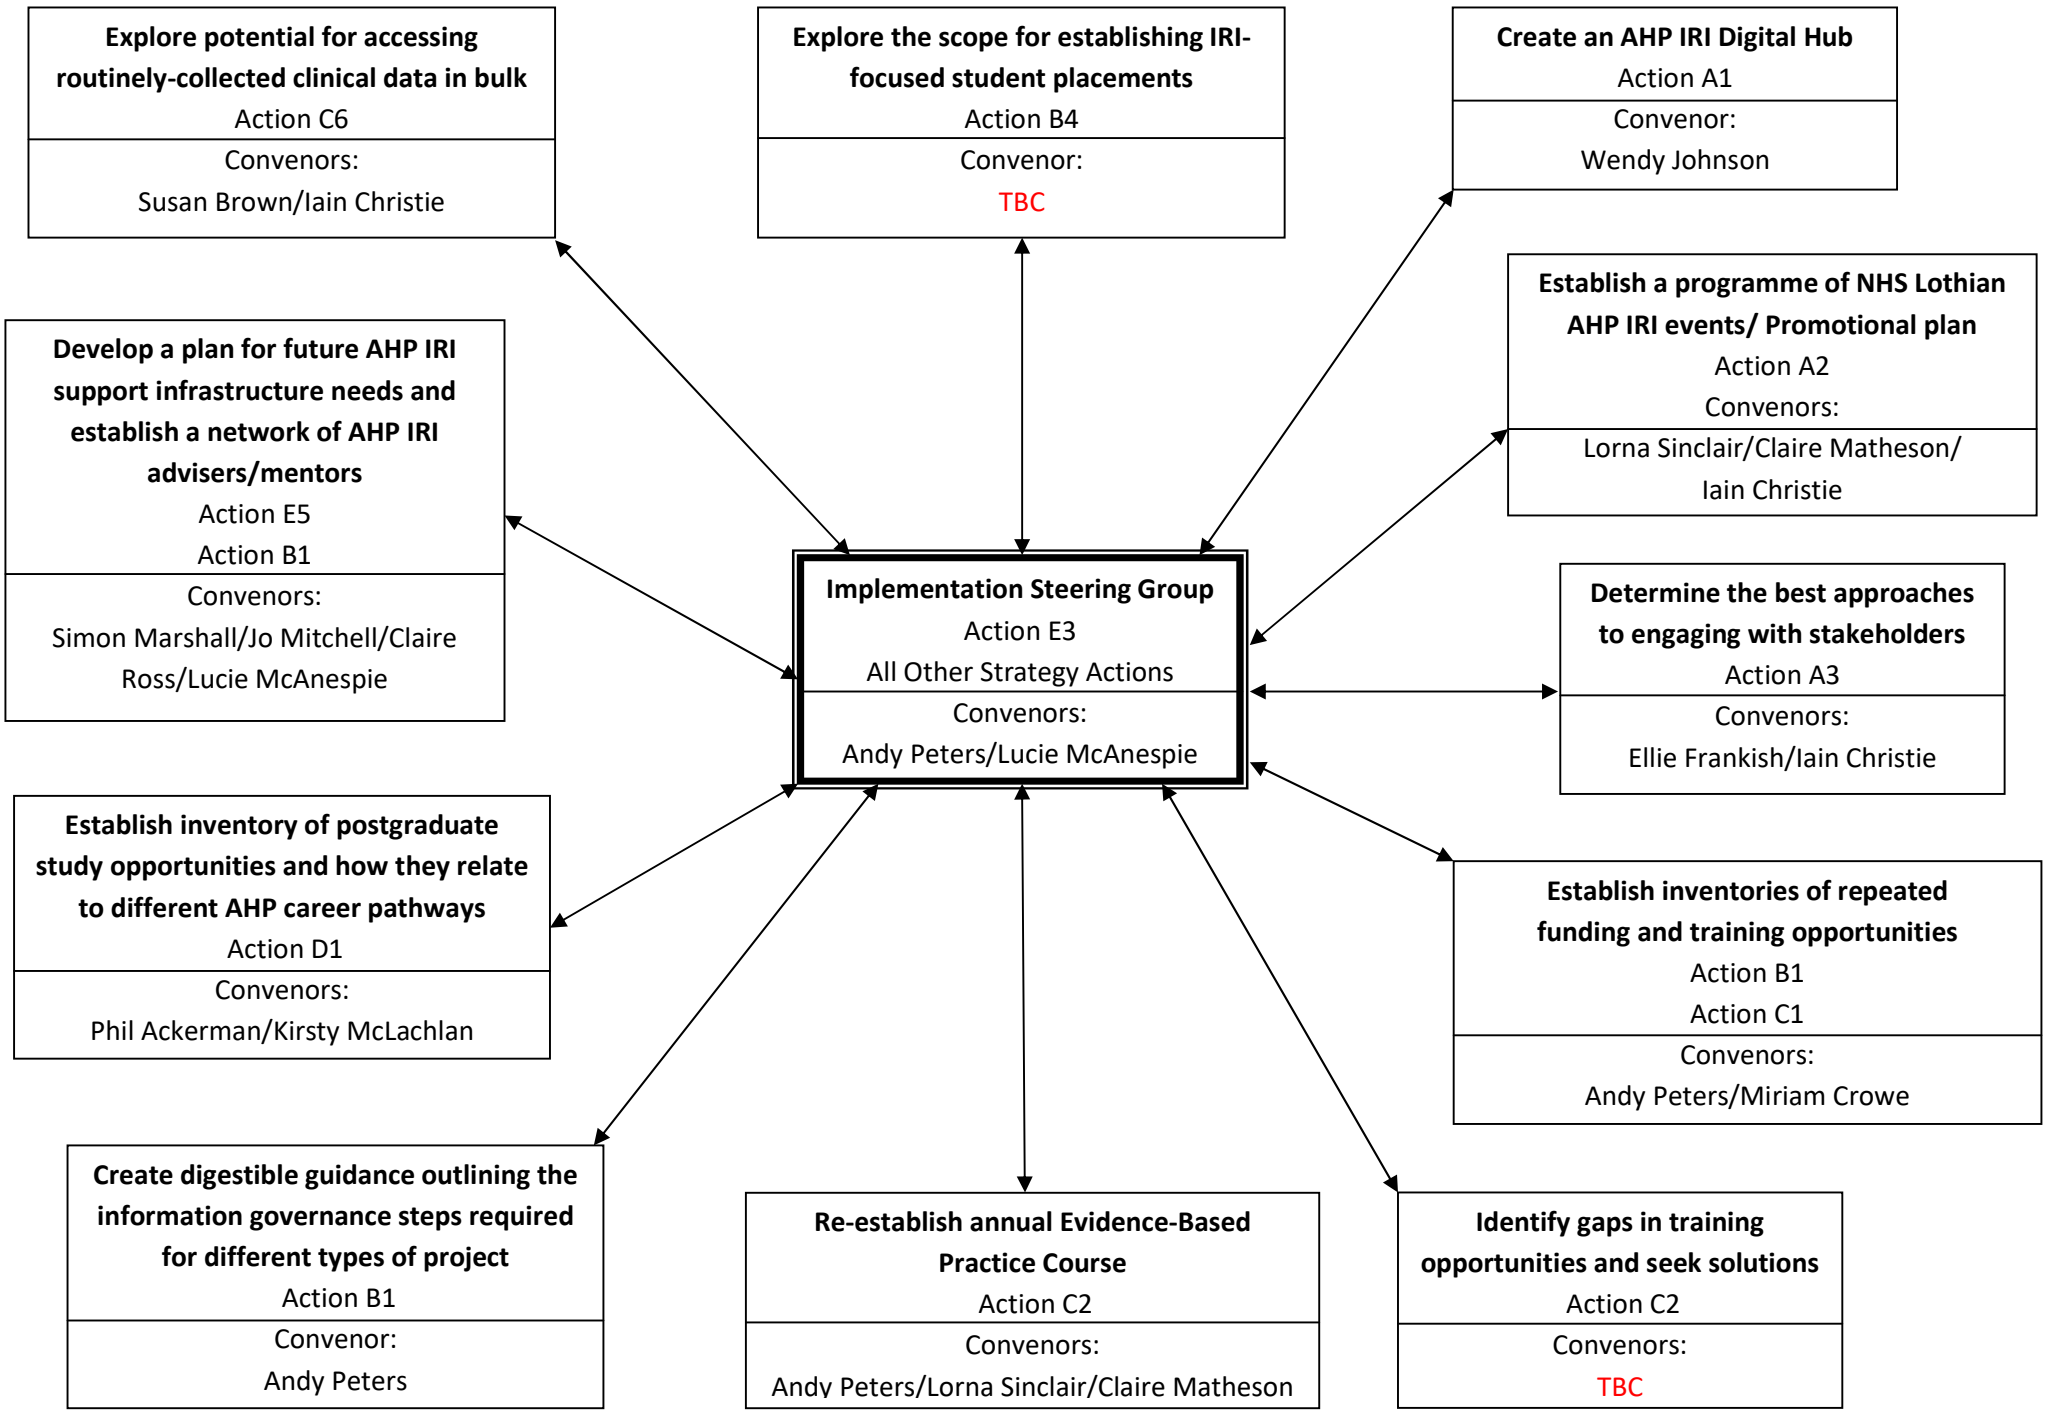 Explore potential for accessing
routinely-collected clinical data in bulk
Action C6
Convenors:
Susan Brown/Iain Christie
Explore the scope for establishing IRI-
focused student placements
Action B4
Convenor:
TBC
Create an AHP IRI Digital Hub
Action A1
Convenor:
Wendy Johnson
Establish a programme of NHS Lothian
AHP IRI events/ Promotional plan
Action A2
Convenors:
Lorna Sinclair/Claire Matheson/
Iain Christie
Develop a plan for future AHP IRI
support infrastructure needs and
establish a network of AHP IRI
advisers/mentors
Action E5
Action B1
Convenors:
Simon Marshall/Jo Mitchell/Claire
Ross/Lucie McAnespie
Implementation Steering Group
Action E3
All Other Strategy Actions
Convenors:
Andy Peters/Lucie McAnespie
Determine the best approaches
to engaging with stakeholders
Action A3
Convenors:
Ellie Frankish/Iain Christie
Establish inventory of postgraduate
study opportunities and how they relate
to different AHP career pathways
Action D1
Convenors:
Phil Ackerman/Kirsty McLachlan
Establish inventories of repeated
funding and training opportunities
Action B1
Action C1
Convenors:
Andy Peters/Miriam Crowe
Create digestible guidance outlining the
information governance steps required
for different types of project
Action B1
Convenor:
Andy Peters
Re-establish annual Evidence-Based
Practice Course
Action C2
Convenors:
Andy Peters/Lorna Sinclair/Claire Matheson
Identify gaps in training
opportunities and seek solutions
Action C2
Convenors:
TBC